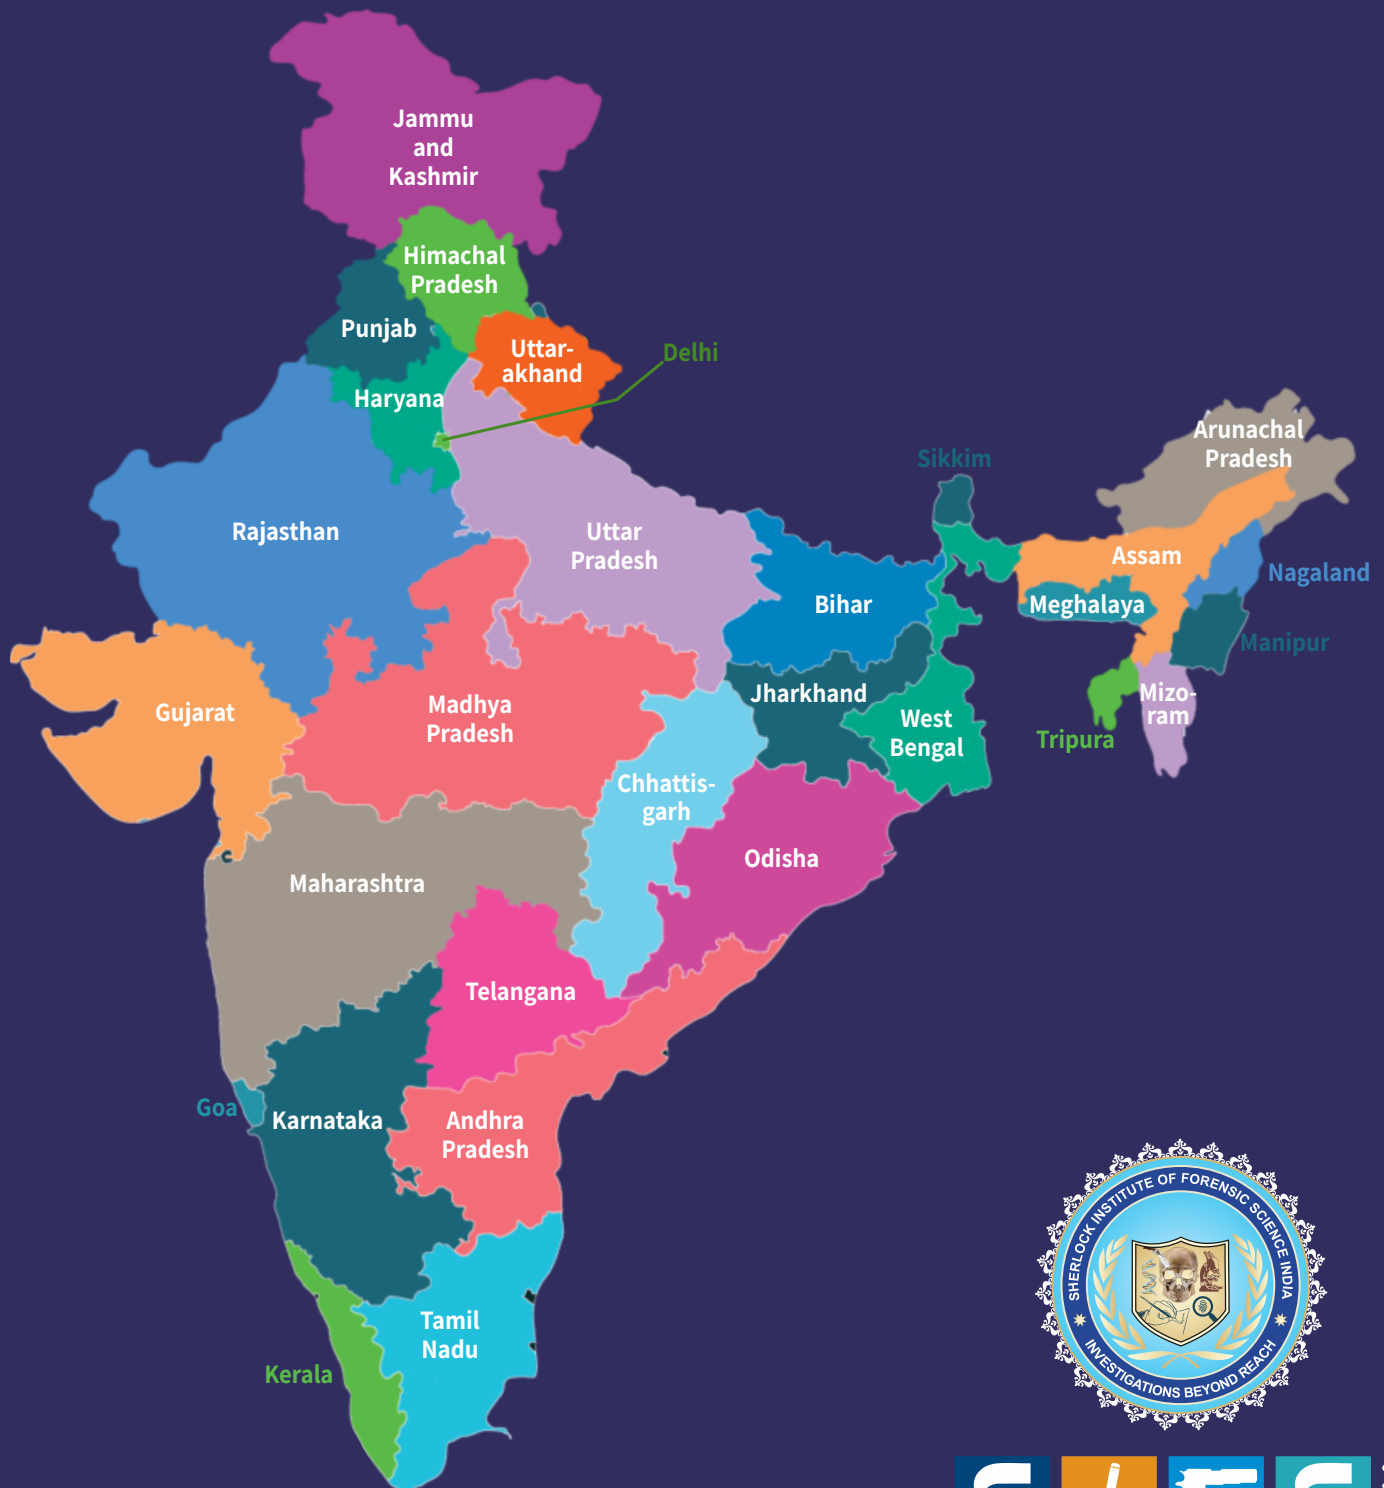 Jammu
and
Kashmir
Himachal
Pradesh
Punjab
Uttar-
akhand
Delhi
Haryana
Arunachal
Pradesh
Sikkim
Rajasthan
Uttar
Pradesh
Assam
Nagaland
Bihar
Meghalaya
Manipur
Jharkhand
Mizo-
ram
Gujarat
Madhya
Pradesh
West
Bengal
Tripura
Chhattis-
garh
Odisha
Maharashtra
Telangana
Goa
Karnataka
Andhra
Pradesh
SHERLOCK INSTITUTE OF FORENSIC SCIENCE INDIA
INVESTIGATIONS BEYOND REACH
Tamil
Nadu
Kerala